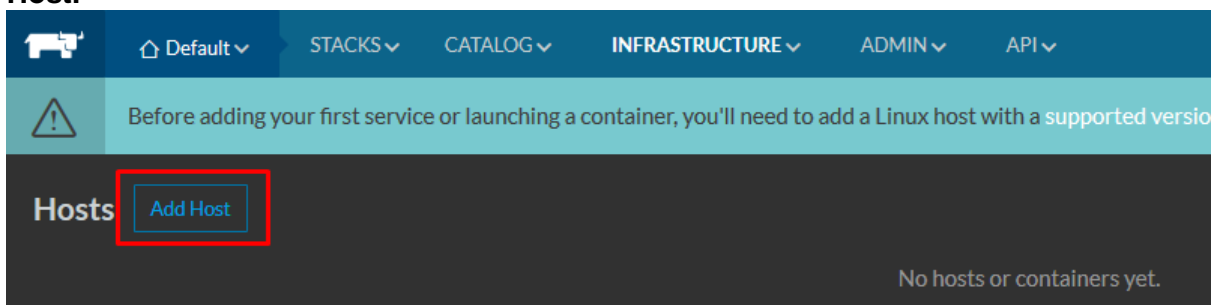 Default STACKS CATALOG INFRASTRUCTURE ADMIN API
Before adding your first service or launching a container, you'll need to add a Linux host with a supported
Hosts Add Host
No hosts or containers yet.